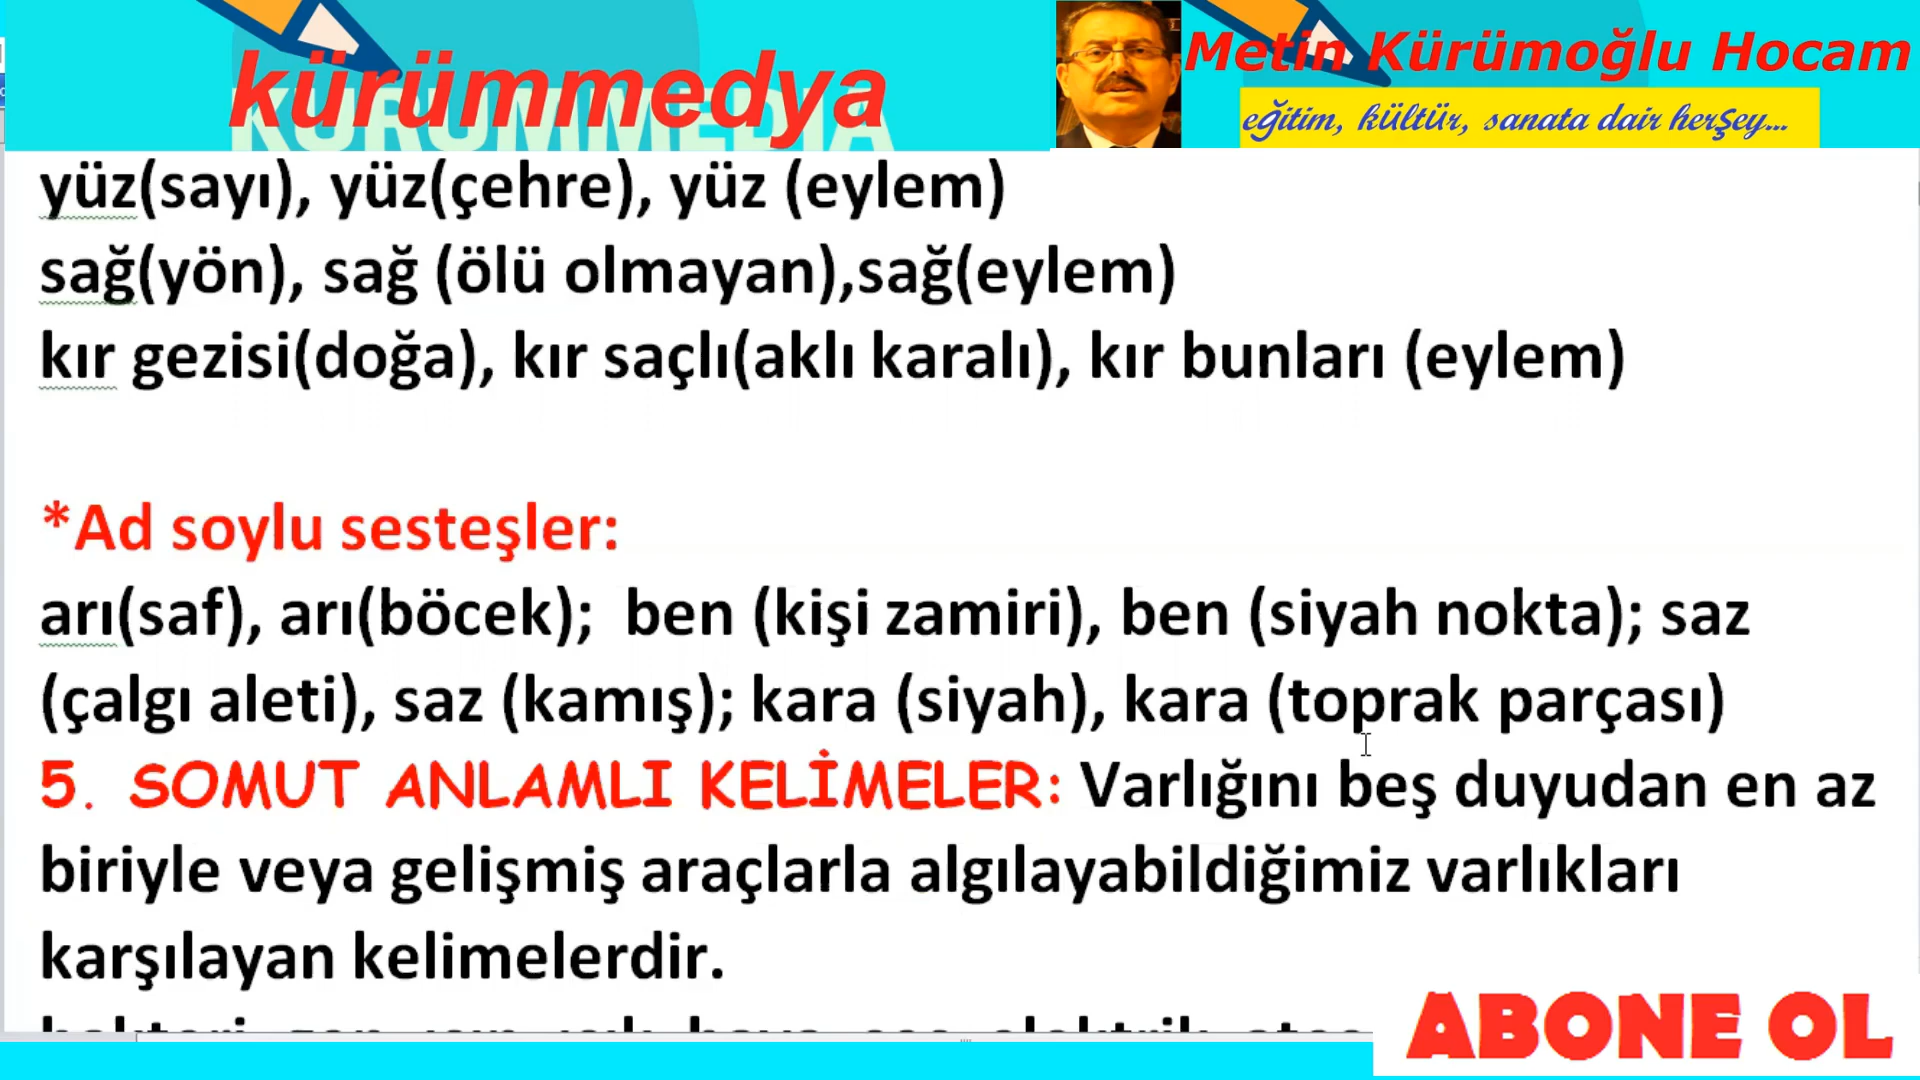 kürümmedya
KÜRÜMMEDIA
Metin Kürümoğlu Hocam
eğitim, kültür, sanata dair herşey...
yüz(sayı), yüz(çehre), yüz (eylem)
sağ(yön), sağ (ölü olmayan),sağ(eylem)
kır gezisi(doğa), kır saçlı(aklı karalı), kır bunları (eylem)
*Ad soylu sesteşler:
arı(saf), arı(böcek);  ben (kişi zamiri), ben (siyah nokta); saz
(çalgı aleti), saz (kamış); kara (siyah), kara (toprak parçası)
5. SOMUT ANLAMLI KELİMELER: Varlığını beş duyudan en az
biriyle veya gelişmiş araçlarla algılayabildiğimiz varlıkları
karşılayan kelimelerdir.
ABONE OL